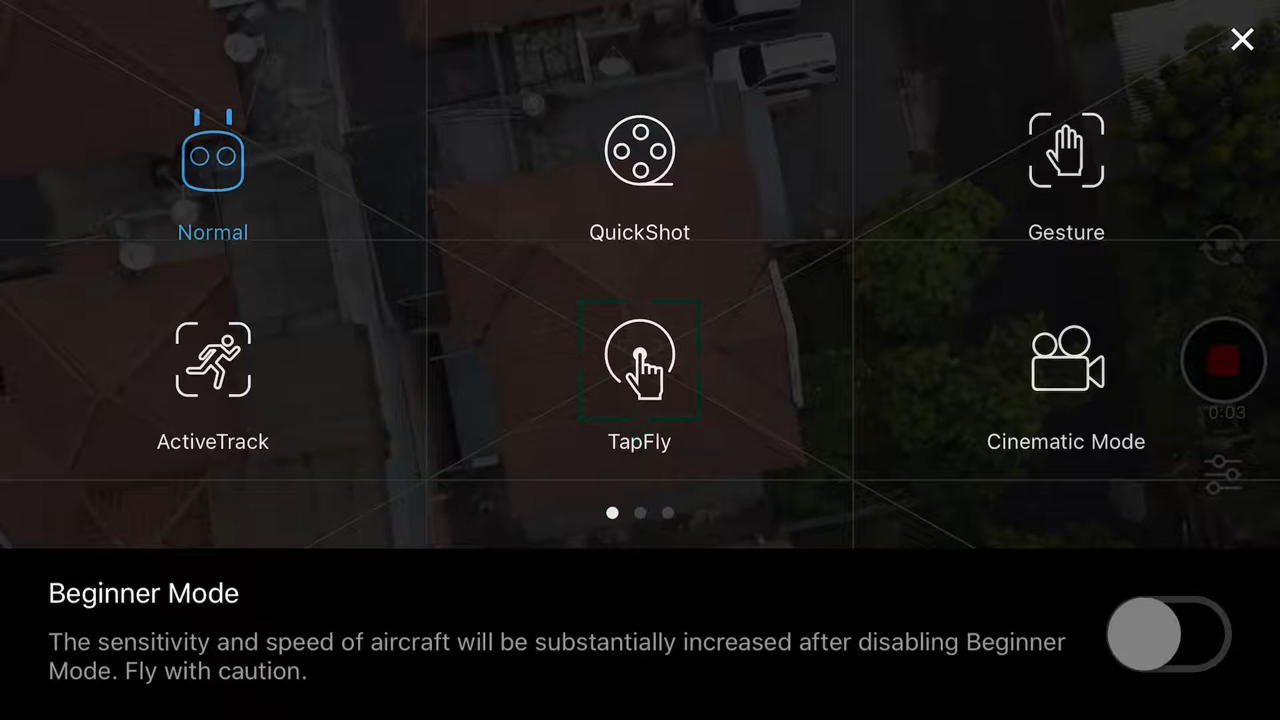 Normal
QuickShot
Gesture
ActiveTrack
TapFly
Cinematic Mode
0:03
Beginner Mode
The sensitivity and speed of aircraft will be substantially increased after disabling Beginner
Mode. Fly with caution.